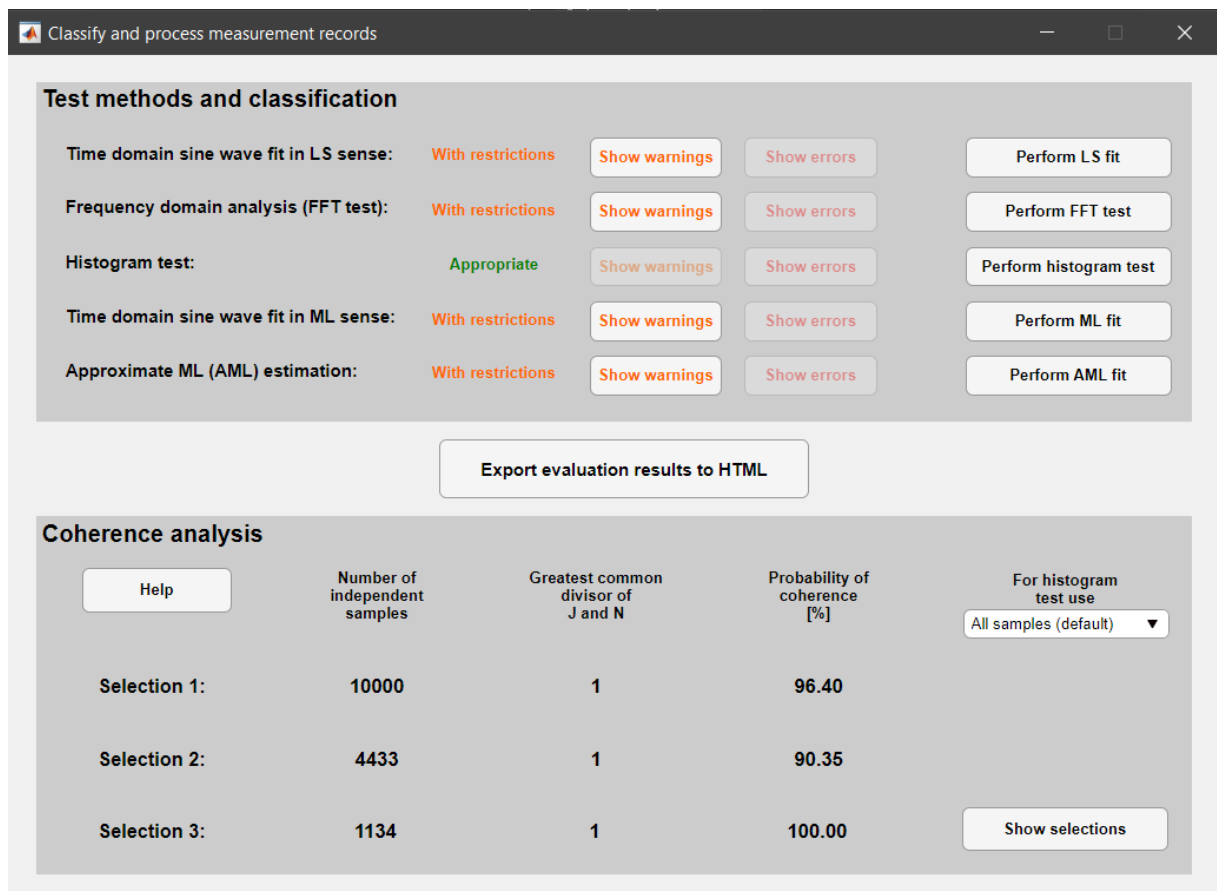 Classify and process measurement records
Test methods and classification
Time domain sine wave fit in LS sense: With restrictions Show warnings Show errors Perform LS fit
Frequency domain analysis (FFT test): With restrictions Show warnings Show errors Perform FFT test
Histogram test: Appropriate Show warnings Show errors Perform histogram test
Time domain sine wave fit in ML sense: With restrictions Show warnings Show errors Perform ML fit
Approximate ML (AML) estimation: With restrictions Show warnings Show errors Perform AML fit
Export evaluation results to HTML
Coherence analysis
Help
Number of
independent
samples
Greatest common
divisor of
J and N
Probability of
coherence
[%]
For histogram
test use
All samples (default)
Selection 1: 10000 1 96.40
Selection 2: 4433 1 90.35
Selection 3: 1134 1 100.00 Show selections